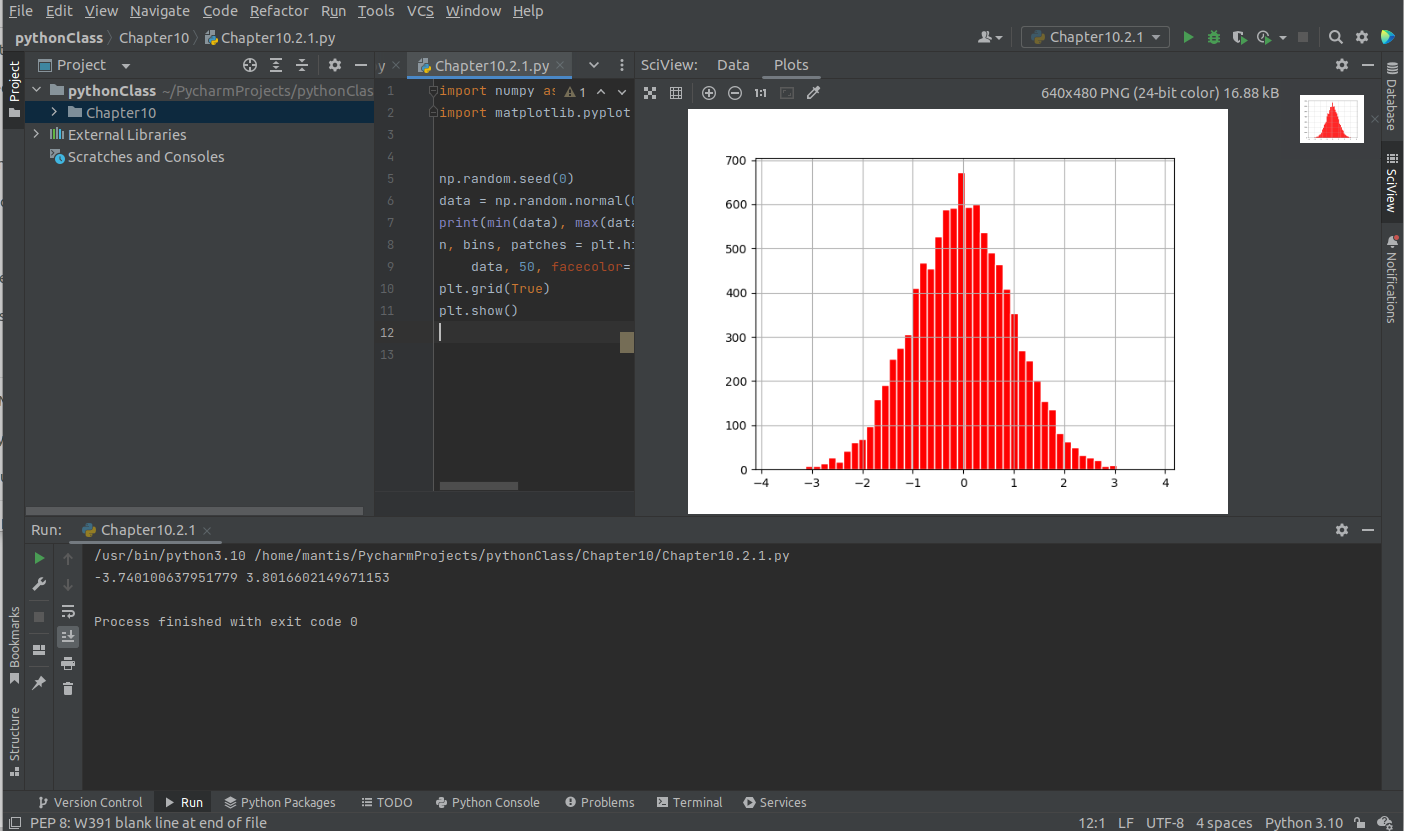 File Edit View Navigate Code Refactor Run Tools VCS Window Help
pythonClass Chapter10 Chapter10.2.1.py
Chapter10.2.1
Project
pythonClass ~/PycharmProjects/pythonClas
Chapter10
External Libraries
Scratches and Consoles
y Chapter10.2.1.py
1 import numpy as 1
2 import matplotlib.pyplot
3
4
5 np.random.seed(0)
6 data = np.random.normal(
7 print(min(data), max(data
8 n, bins, patches = plt.hi
9 data, 50, facecolor=
10 plt.grid(True)
11 plt.show()
12
13
SciView: Data Plots
1:1 640x480 PNG (24-bit color) 16.88 kB
700
600
500
400
300
200
100
0
−4 −3 −2 −1 0 1 2 3 4
Project
Bookmarks
Structure
Database
SciView
Notifications
Run: Chapter10.2.1
/usr/bin/python3.10 /home/mantis/PycharmProjects/pythonClass/Chapter10/Chapter10.2.1.py
-3.740100637951779 3.8016602149671153
Process finished with exit code 0
Version Control Run Python Packages TODO Python Console Problems Terminal Services
PEP 8: W391 blank line at end of file 12:1 LF UTF-8 4 spaces Python 3.10